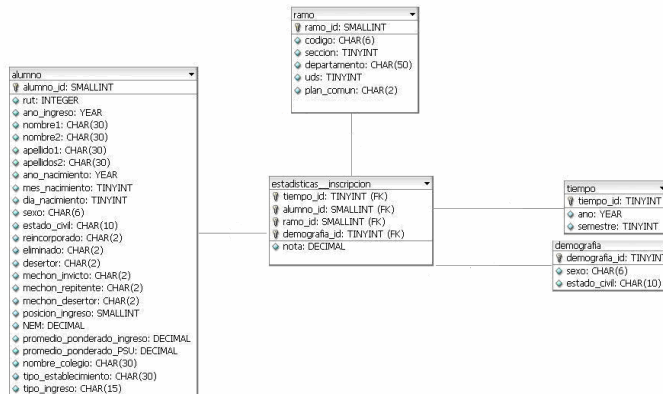 ramo
ramo_id: SMALLINT
codigo: CHAR(6)
seccion: TINYINT
departamento: CHAR(50)
uds: TINYINT
plan_comun: CHAR(2)
alumno
alumno_id: SMALLINT
rut: INTEGER
ano_ingreso: YEAR
nombre1: CHAR(30)
nombre2: CHAR(30)
apellido1: CHAR(30)
apellidos2: CHAR(30)
ano_nacimiento: YEAR
mes_nacimiento: TINYINT
dia_nacimiento: TINYINT
sexo: CHAR(6)
estado_civil: CHAR(10)
reincorporado: CHAR(2)
eliminado: CHAR(2)
desertor: CHAR(2)
mechon_invicto: CHAR(2)
mechon_repitente: CHAR(2)
mechon_desertor: CHAR(2)
posicion_ingreso: SMALLINT
NEM: DECIMAL
promedio_ponderado_ingreso: DECIMAL
promedio_ponderado_PSU: DECIMAL
nombre_colegio: CHAR(30)
tipo_establecimiento: CHAR(30)
tipo_ingreso: CHAR(15)
estadisticas__inscripcion
tiempo_id: TINYINT (FK)
alumno_id: SMALLINT (FK)
ramo_id: SMALLINT (FK)
demografia_id: TINYINT (FK)
nota: DECIMAL
tiempo
tiempo_id: TINYINT
ano: YEAR
semestre: TINYINT
demografia
demografia_id: TINYINT
sexo: CHAR(6)
estado_civil: CHAR(10)